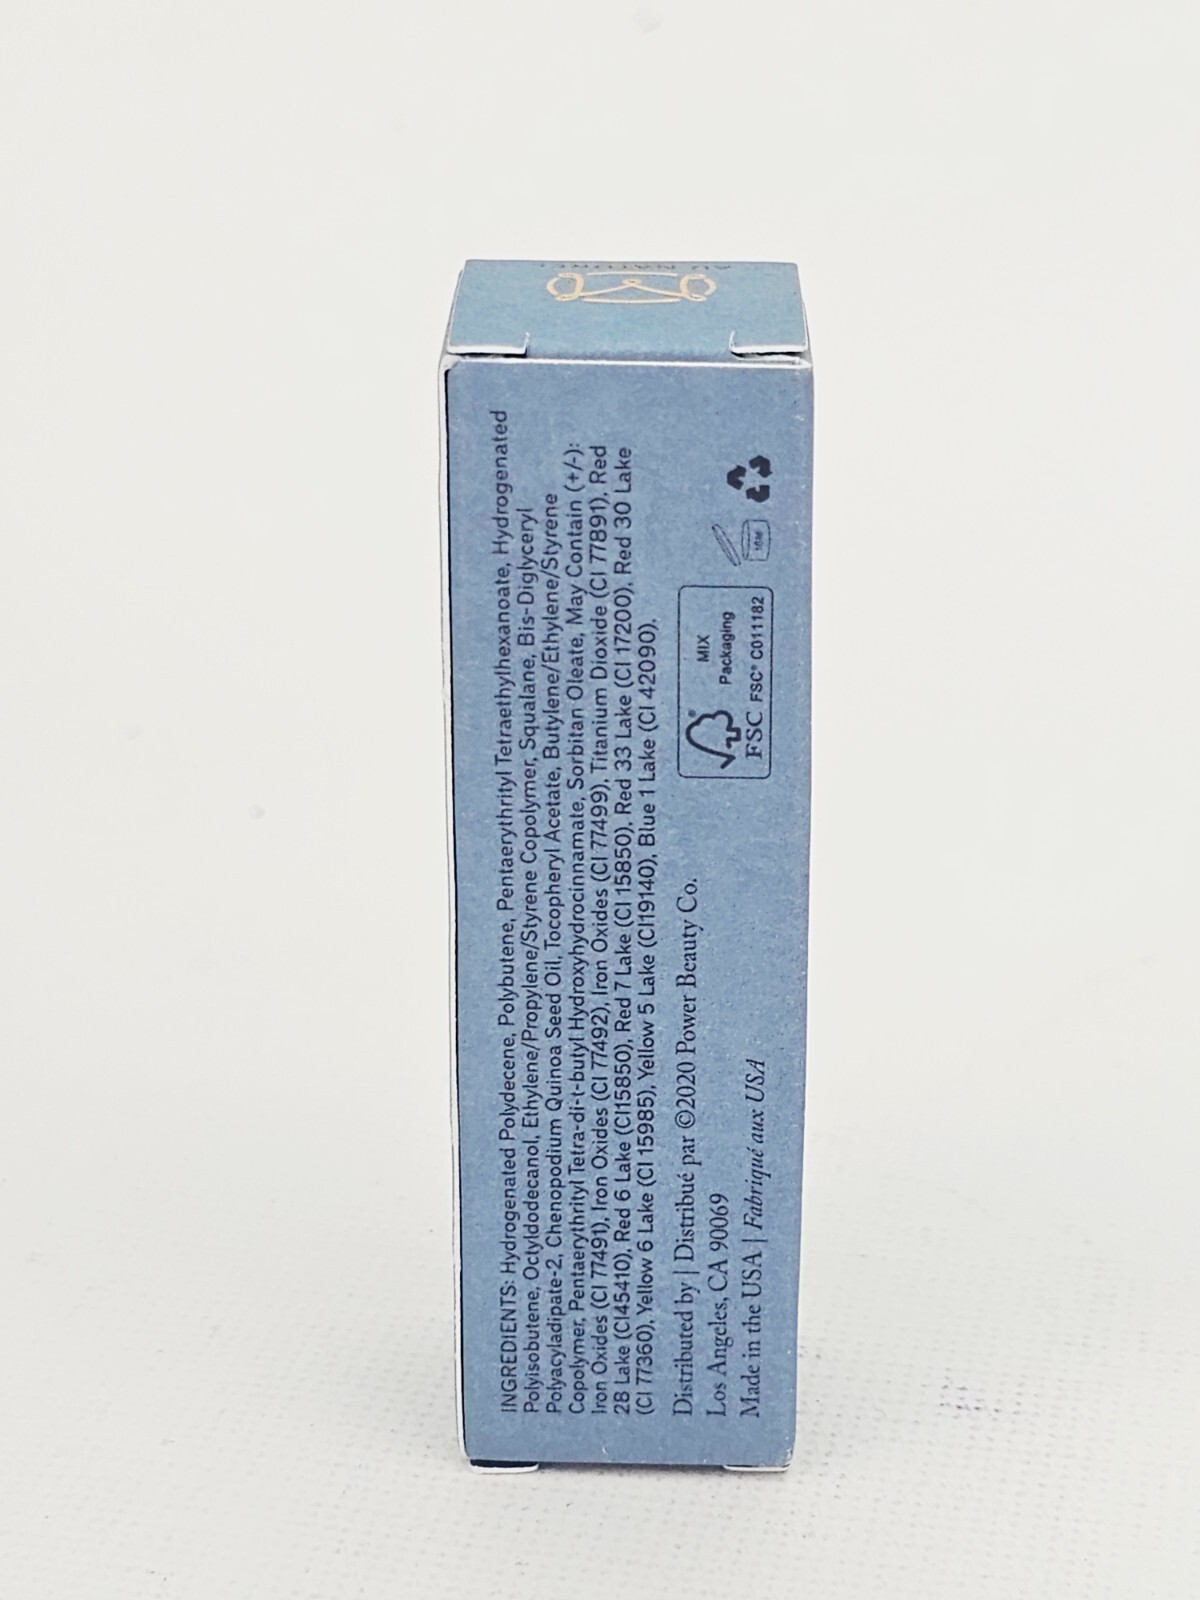 INGREDIENTS: Hydrogenated Polydecene, Polybutene, Pentaerythrityl Tetraethylhexanoate, Hydrogenated
Polyisobutene, Octyldodecanol, Ethylene/Propylene/Styrene Copolymer, Squalane, Bis-Diglyceryl
Polyacyladipate-2, Chenopodium Quinoa Seed Oil, Tocopheryl Acetate, Butylene/Ethylene/Styrene
Copolymer, Pentaerythrityl Tetra-di-t-butyl Hydroxyhydrocinnamate, Sorbitan Oleate, May Contain (+/-):
Iron Oxides (CI 77491), Iron Oxides (CI 77492), Iron Oxides (CI 77499), Titanium Dioxide (CI 77891), Red
28 Lake (CI45410), Red 6 Lake (CI15850), Red 7 Lake (CI 15850), Red 33 Lake (CI 17200), Red 30 Lake
(CI 77360), Yellow 6 Lake (CI 15985), Yellow 5 Lake (CI19140), Blue 1 Lake (CI 42090),
Distributed by | Distribué par ©2020 Power Beauty Co.
Los Angeles, CA 90069
Made in the USA | Fabriqué aux USA
MIX
Packaging
FSC FSC® C011182